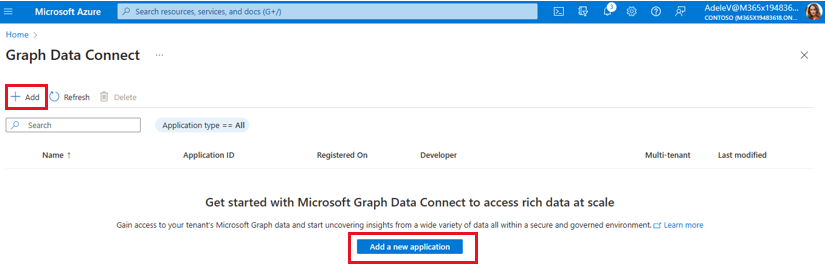 Microsoft Azure
Search resources, services, and docs (G+/)
3
AdeleV@M365x194836...
CONTOSO (M365X19483618.ON...
Home
Graph Data Connect
...
Add
Refresh
Delete
Search
Application type == All
Name ↑ Application ID Registered On Developer Multi-tenant Last modified
Get started with Microsoft Graph Data Connect to access rich data at scale
Gain access to your tenant's Microsoft Graph data and start uncovering insights from a wide variety of data all within a secure and governed environment. Learn more
Add a new application